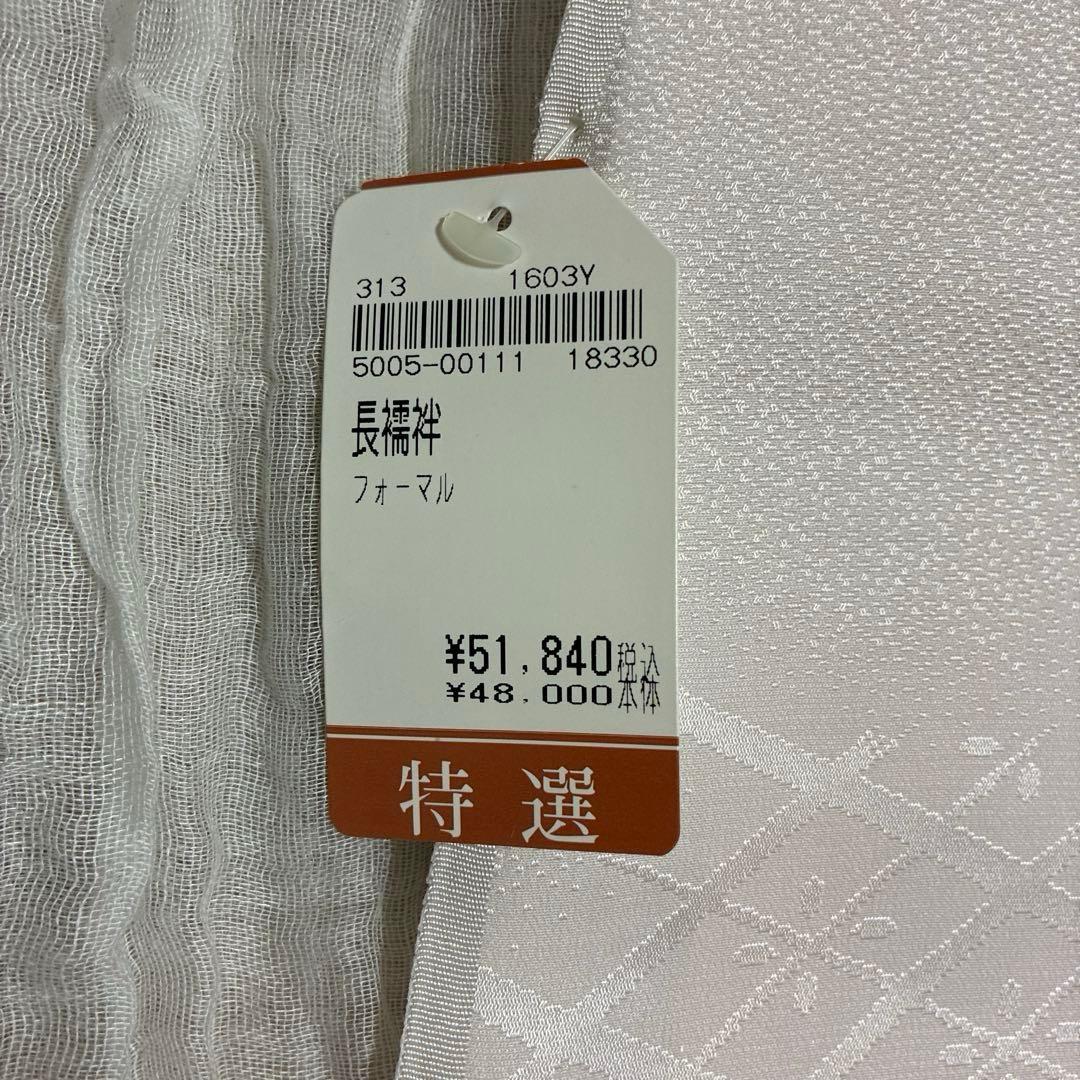 313 1603Y
5005-00111 18330
長襦袢
フォーマル
¥51,840税込
¥48,000本体
特選